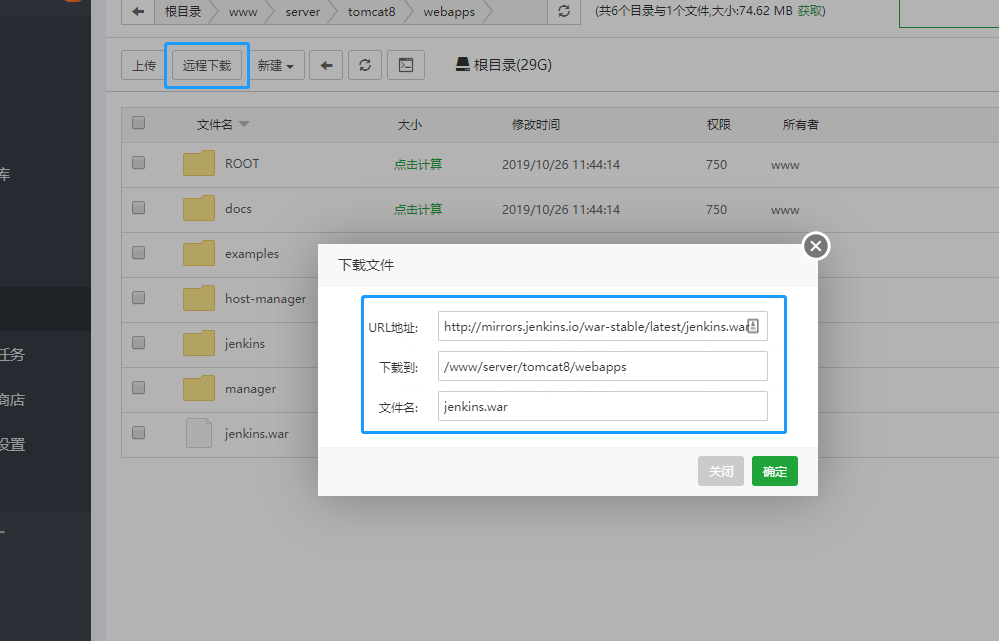 根目录 www server tomcat8 webapps (共6个目录与1个文件,大小:74.62 MB 获取)
上传 远程下载 新建 根目录(29G)
文件名 大小 修改时间 权限 所有者
库
ROOT 点击计算 2019/10/26 11:44:14 750 www
docs 点击计算 2019/10/26 11:44:14 750 www
examples
下载文件
host-manager
URL地址: http://mirrors.jenkins.io/war-stable/latest/jenkins.war
任务
jenkins
下载到: /www/server/tomcat8/webapps
商店
manager
文件名: jenkins.war
设置
jenkins.war
关闭 确定